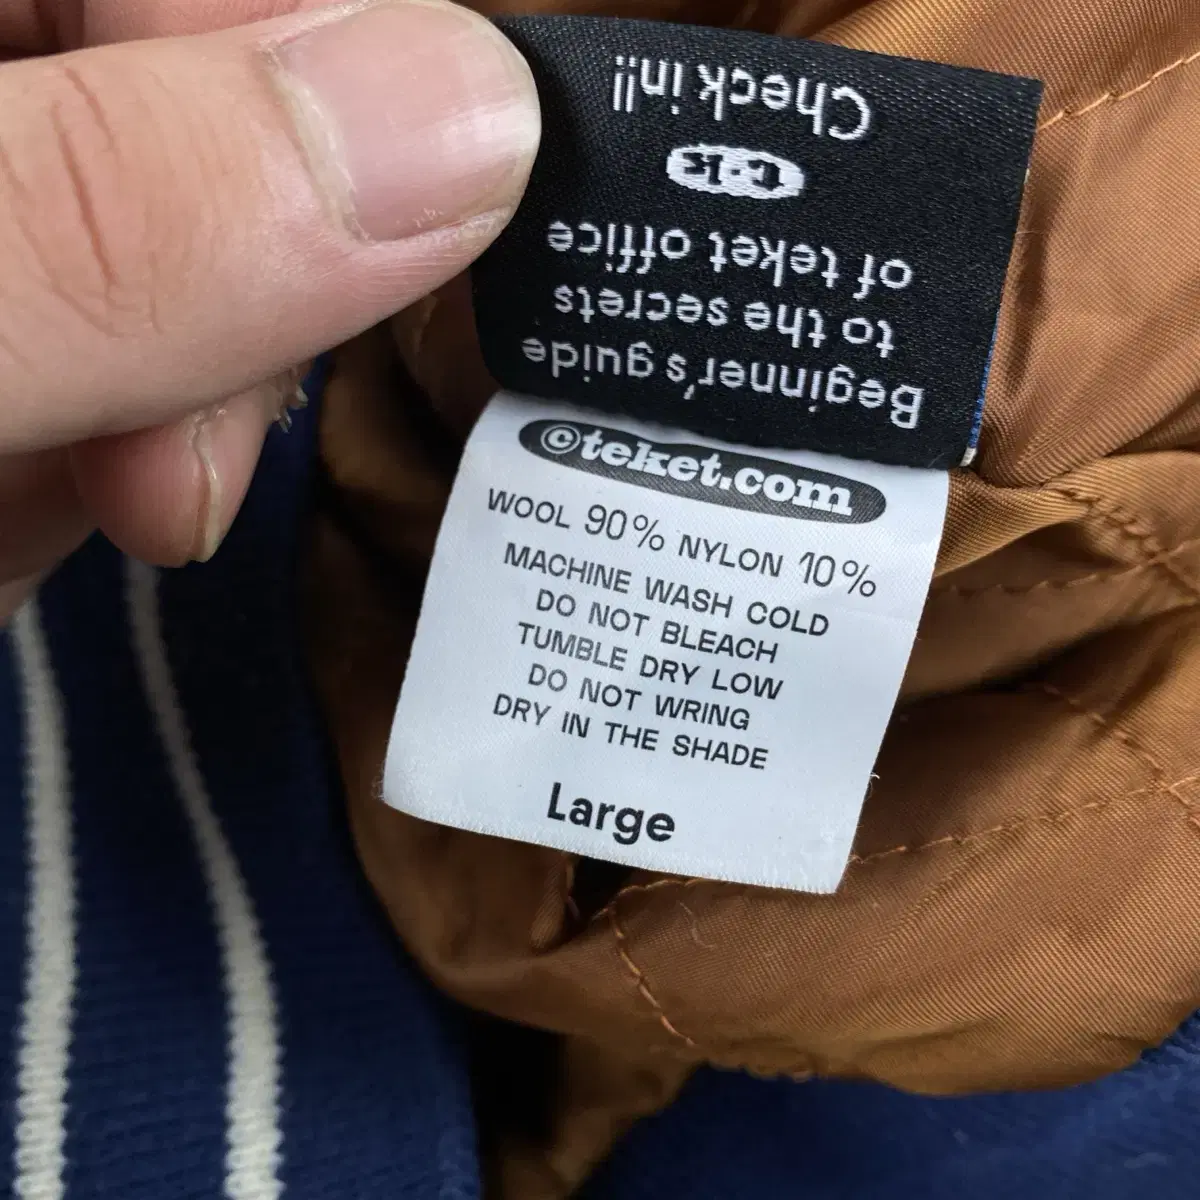 Beginner's guide
to the secrets
of teket office
t-k
Check in!!
©teket.com
WOOL 90% NYLON 10%
MACHINE WASH COLD
DO NOT BLEACH
TUMBLE DRY LOW
DO NOT WRING
DRY IN THE SHADE
Large